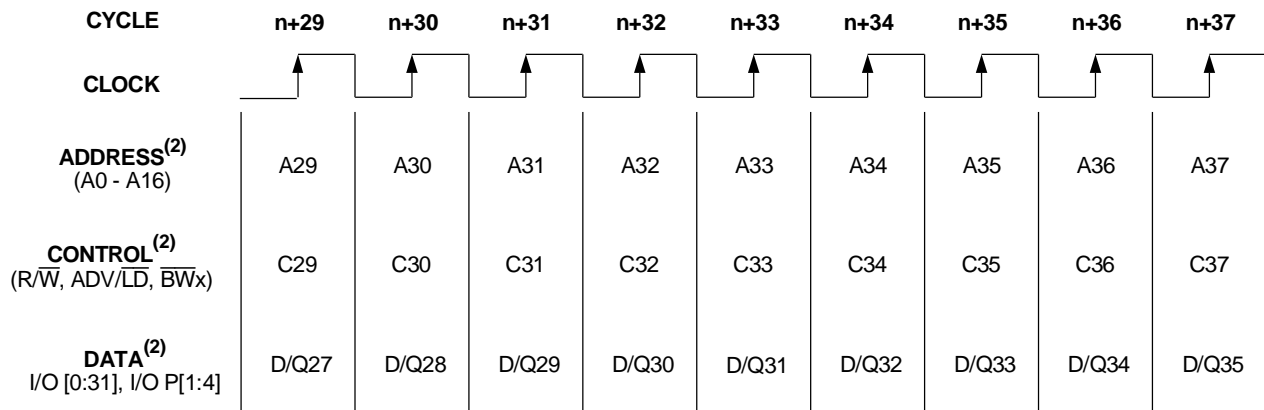 CYCLE n+29 n+30 n+31 n+32 n+33 n+34 n+35 n+36 n+37
CLOCK
ADDRESS(2)
(A0 - A16) A29 A30 A31 A32 A33 A34 A35 A36 A37
CONTROL(2)
(R/W̅, ADV/L̅D̅, B̅W̅x) C29 C30 C31 C32 C33 C34 C35 C36 C37
DATA(2)
I/O [0:31], I/O P[1:4] D/Q27 D/Q28 D/Q29 D/Q30 D/Q31 D/Q32 D/Q33 D/Q34 D/Q35